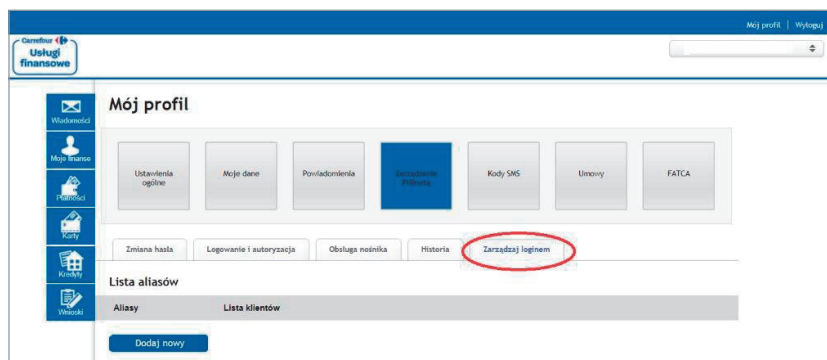 Mój profil | Wyloguj
Carrefour
Usługi
finansowe
Mój profil
Wiadomości
Moje finanse
Płatności
Karty
Kredyty
Wnioski
Ustawienia
ogólne
Moje dane
Powiadomienia
Zarządzanie
Kody SMS
Umowy
FATCA
Zmiana hasła
Logowanie i autoryzacja
Obsługa nośnika
Historia
Zarządzaj loginem
Lista aliasów
Aliasy
Lista klientów
Dodaj nowy